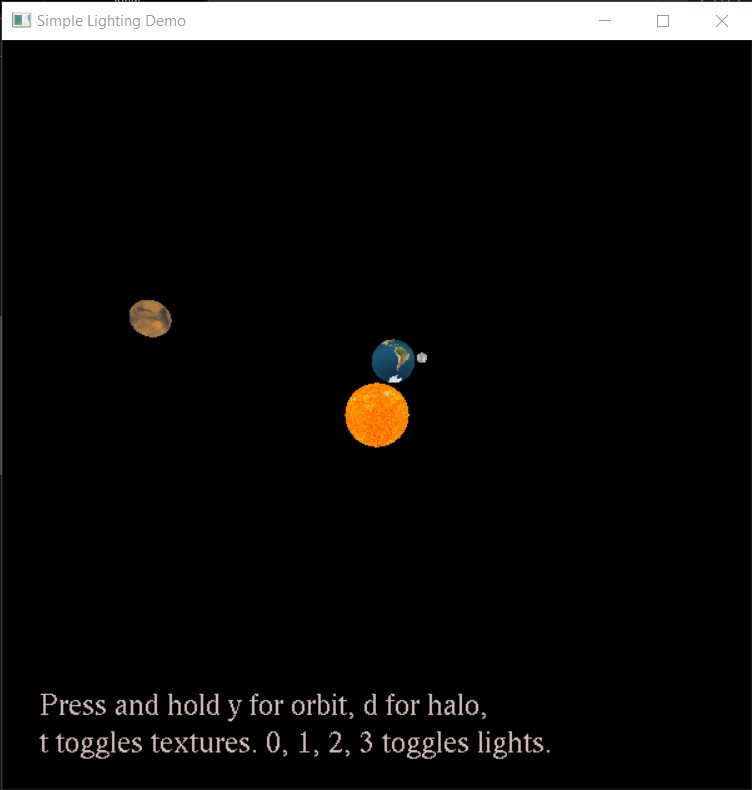 Simple Lighting Demo
Press and hold y for orbit, d for halo,
t toggles textures. 0, 1, 2, 3 toggles lights.